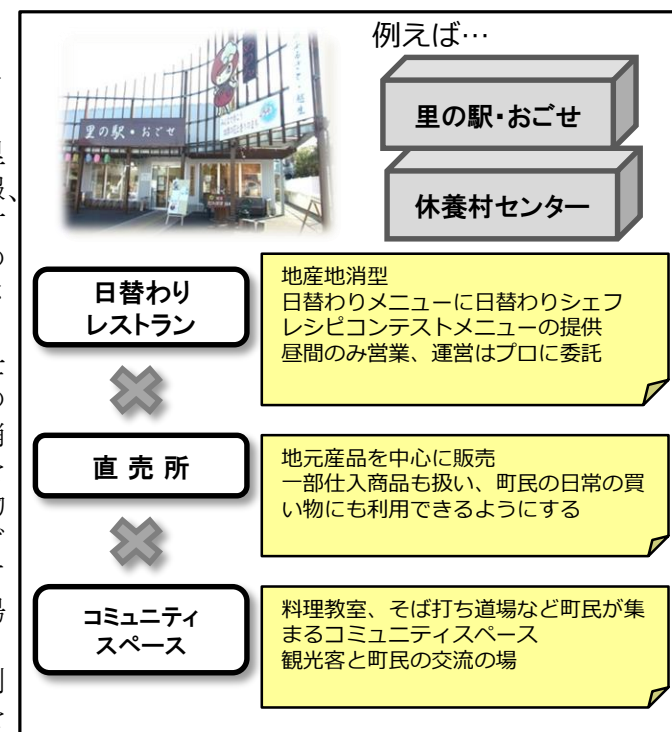 例えば…
里の駅・おごせ
里の駅・おごせ
休養村センター
日替わり
レストラン
地産地消型
日替わりメニューに日替わりシェフ
レシピコンテストメニューの提供
昼間のみ営業、運営はプロに委託
直売所
地元産品を中心に販売
一部仕入商品も扱い、町民の日常の買
い物にも利用できるようにする
コミュニティ
スペース
料理教室、そば打ち道場など町民が集
まるコミュニティスペース
観光客と町民の交流の場